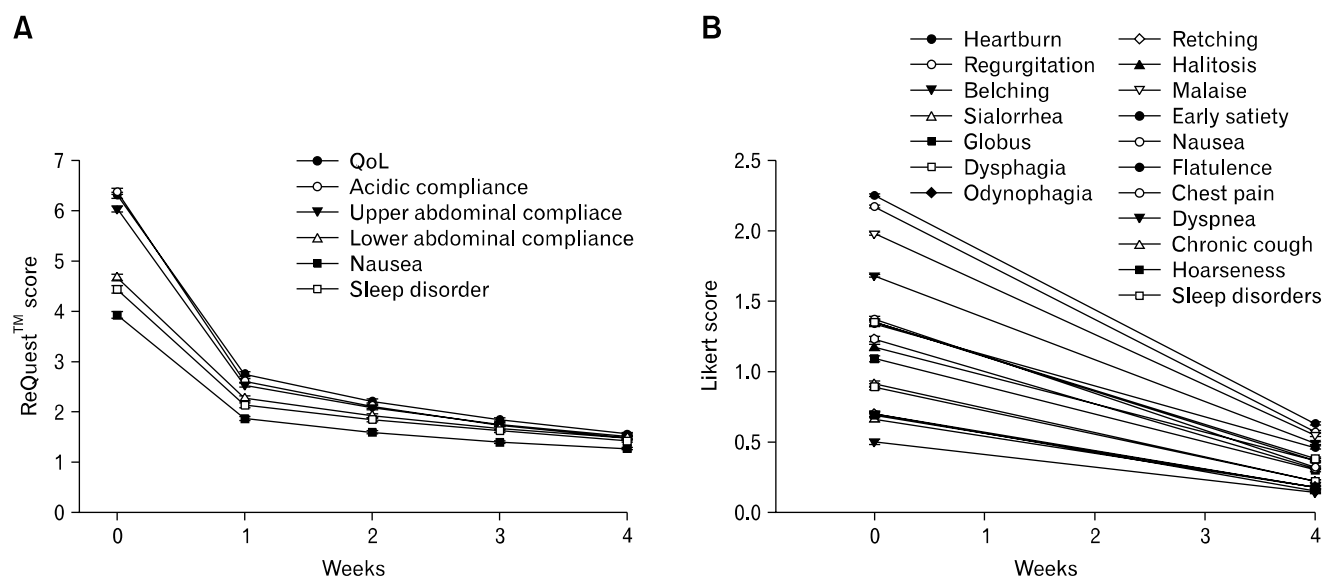 A
QoL
Acidic compliance
Upper abdominal compliace
Lower abdominal compliance
Nausea
Sleep disorder
7
6
5
4
3
2
1
0
ReQuest™ score
0 1 2 3 4
Weeks
B
Heartburn
Regurgitation
Belching
Sialorrhea
Globus
Dysphagia
Odynophagia
Retching
Halitosis
Malaise
Early satiety
Nausea
Flatulence
Chest pain
Dyspnea
Chronic cough
Hoarseness
Sleep disorders
2.5
2.0
1.5
1.0
0.5
0.0
Likert score
0 1 2 3 4
Weeks